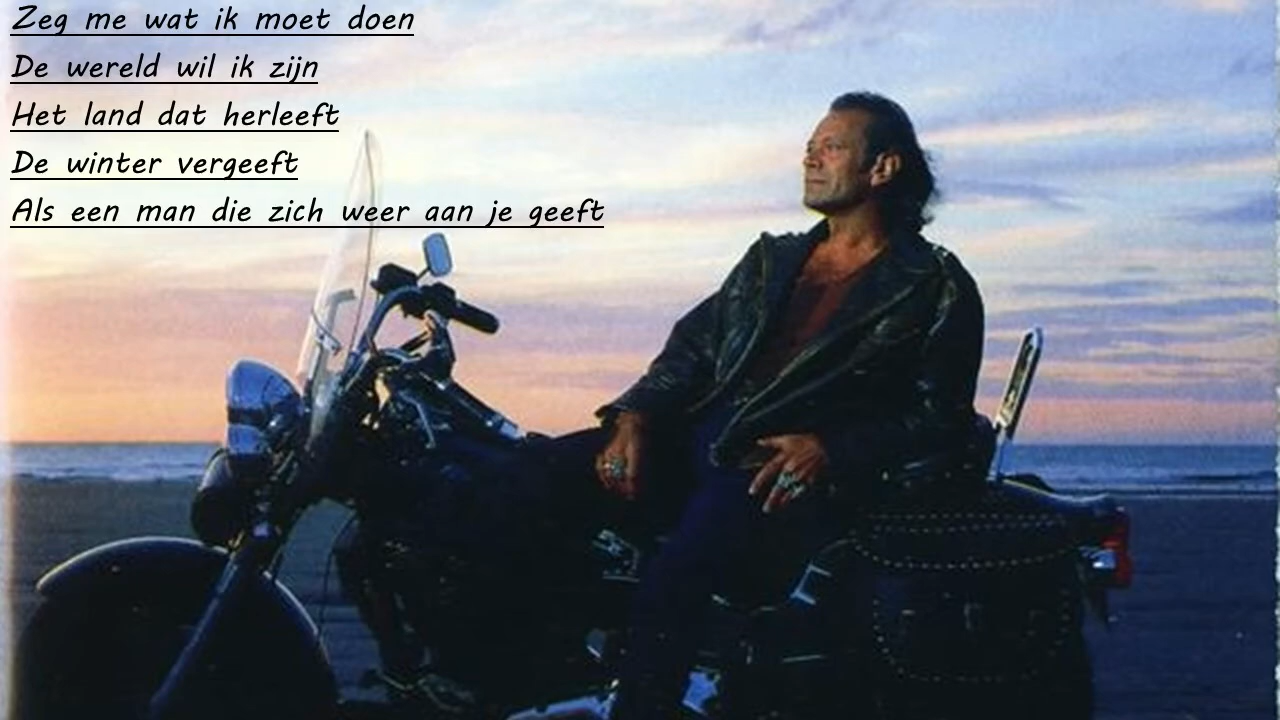 Zeg me wat ik moet doen
De wereld wil ik zijn
Het land dat herleeft
De winter vergeeft
Als een man die zich weer aan je geeft